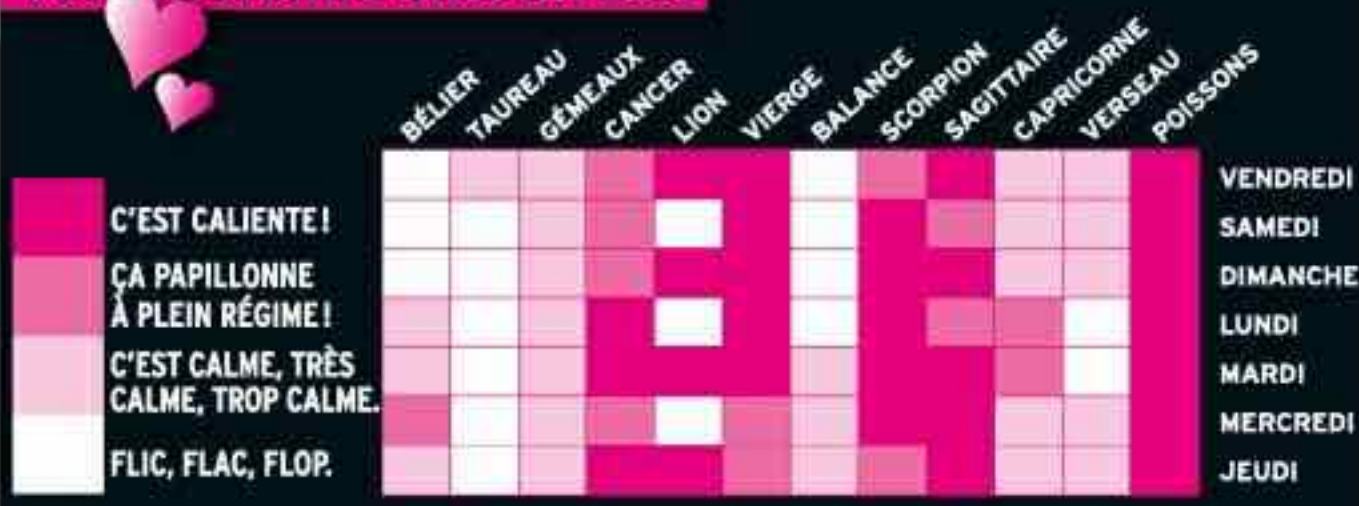 BÉLIER
TAUREAU
GÉMEAUX
CANCER
LION
VIERGE
BALANCE
SCORPION
SAGITTAIRE
CAPRICORNE
VERSEAU
POISSONS
C'EST CALIENTE !
ÇA PAPILLONNE
À PLEIN RÉGIME !
C'EST CALME, TRÈS
CALME, TROP CALME.
FLIC, FLAC, FLOP.
VENDREDI
SAMEDI
DIMANCHE
LUNDI
MARDI
MERCREDI
JEUDI